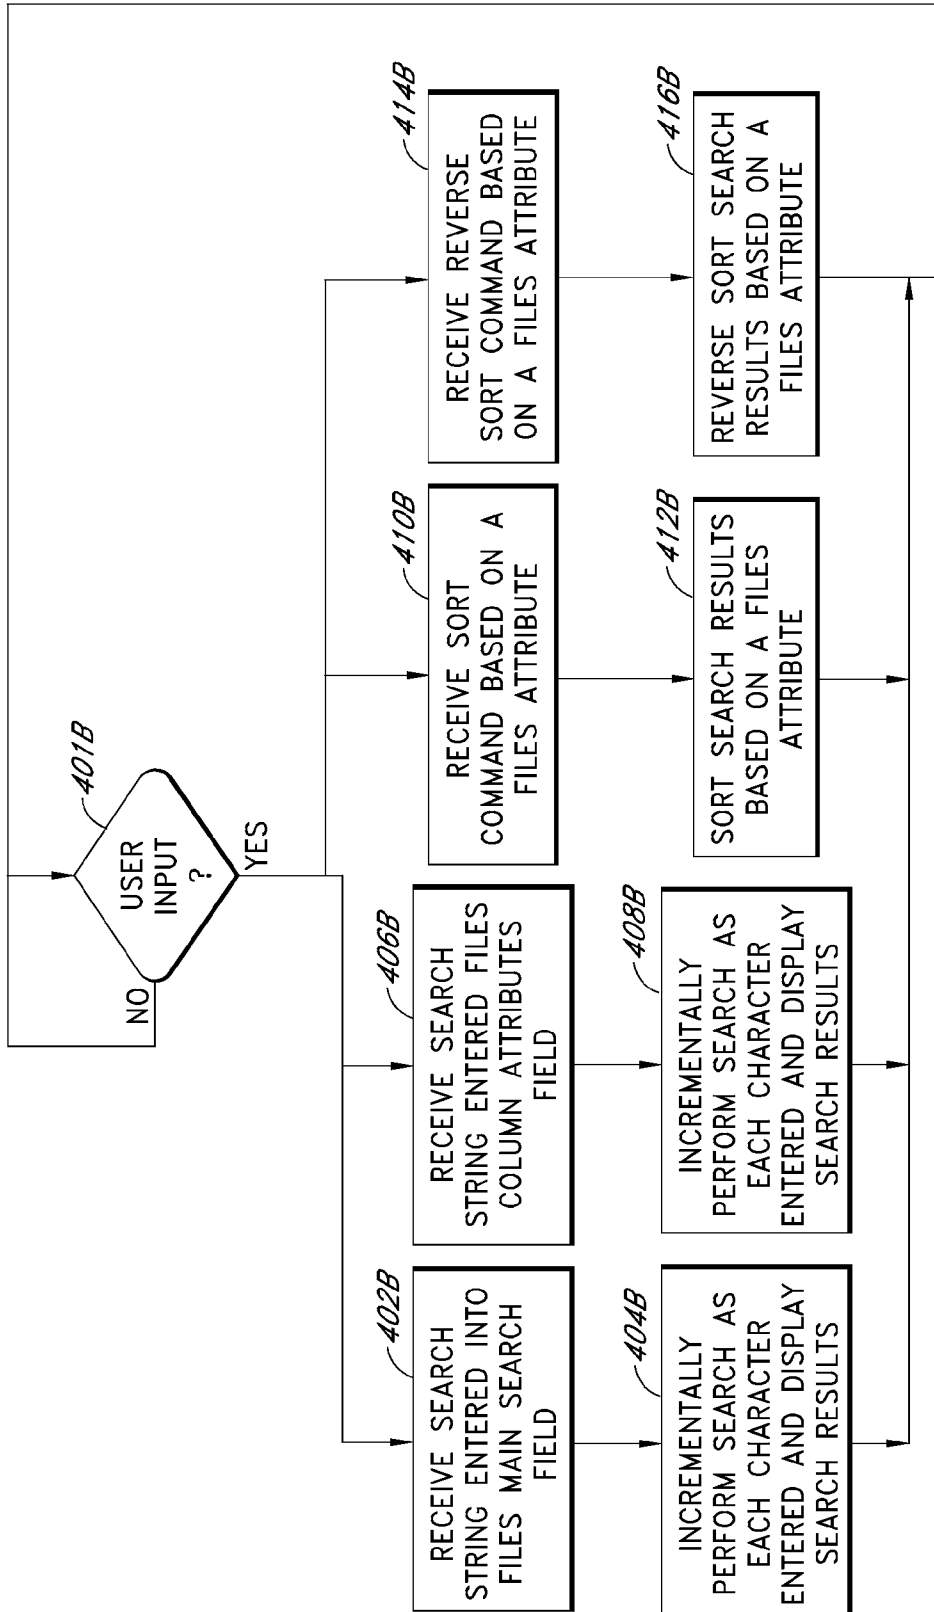 401B
USER
INPUT
?
NO
YES
402B
RECEIVE SEARCH
STRING ENTERED INTO
FILES MAIN SEARCH
FIELD
406B
RECEIVE SEARCH
STRING ENTERED FILES
COLUMN ATTRIBUTES
FIELD
410B
RECEIVE SORT
COMMAND BASED ON A
FILES ATTRIBUTE
414B
RECEIVE REVERSE
SORT COMMAND BASED
ON A FILES ATTRIBUTE
404B
INCREMENTALLY
PERFORM SEARCH AS
EACH CHARACTER
ENTERED AND DISPLAY
SEARCH RESULTS
408B
INCREMENTALLY
PERFORM SEARCH AS
EACH CHARACTER
ENTERED AND DISPLAY
SEARCH RESULTS
412B
SORT SEARCH RESULTS
BASED ON A FILES
ATTRIBUTE
416B
REVERSE SORT SEARCH
RESULTS BASED ON A
FILES ATTRIBUTE